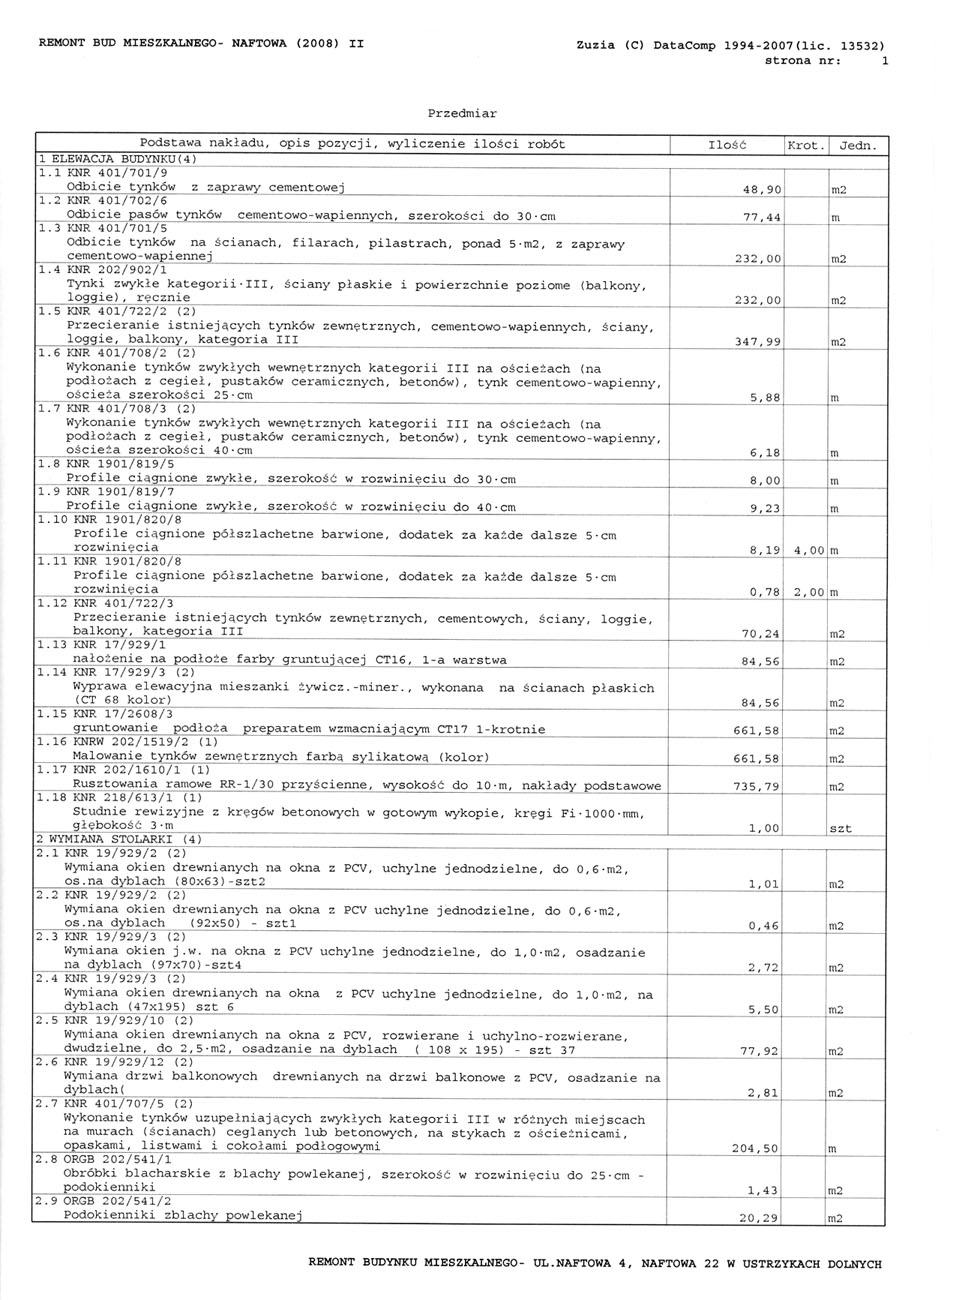 REMONT BUD MIESZKALNEGO- NAFTOWA (2008) II
Zuzia (C) DataComp 1994-2007(lic. 13532)
strona nr: 1
Przedmiar
Podstawa nakładu, opis pozycji, wyliczenie ilości robót Ilość Krot. Jedn.
1 ELEWACJA BUDYNKU(4)
1.1 KNR 401/701/9
Odbicie tynków z zaprawy cementowej 48,90 m2
1.2 KNR 401/702/6
Odbicie pasów tynków cementowo-wapiennych, szerokości do 30·cm 77,44 m
1.3 KNR 401/701/5
Odbicie tynków na ścianach, filarach, pilastrach, ponad 5·m2, z zaprawy
cementowo-wapiennej 232,00 m2
1.4 KNR 202/902/1
Tynki zwykłe kategorii·III, ściany płaskie i powierzchnie poziome (balkony,
loggie), ręcznie 232,00 m2
1.5 KNR 401/722/2 (2)
Przecieranie istniejących tynków zewnętrznych, cementowo-wapiennych, ściany,
loggie, balkony, kategoria III 347,99 m2
1.6 KNR 401/708/2 (2)
Wykonanie tynków zwykłych wewnętrznych kategorii III na ościeżach (na
podłożach z cegieł, pustaków ceramicznych, betonów), tynk cementowo-wapienny,
ościeża szerokości 25·cm 5,88 m
1.7 KNR 401/708/3 (2)
Wykonanie tynków zwykłych wewnętrznych kategorii III na ościeżach (na
podłożach z cegieł, pustaków ceramicznych, betonów), tynk cementowo-wapienny,
ościeża szerokości 40·cm 6,18 m
1.8 KNR 1901/819/5
Profile ciągnione zwykłe, szerokość w rozwinięciu do 30·cm 8,00 m
1.9 KNR 1901/819/7
Profile ciągnione zwykłe, szerokość w rozwinięciu do 40·cm 9,23 m
1.10 KNR 1901/820/8
Profile ciągnione półszlachetne barwione, dodatek za każde dalsze 5·cm
rozwinięcia 8,19 4,00 m
1.11 KNR 1901/820/8
Profile ciągnione półszlachetne barwione, dodatek za każde dalsze 5·cm
rozwinięcia 0,78 2,00 m
1.12 KNR 401/722/3
Przecieranie istniejących tynków zewnętrznych, cementowych, ściany, loggie,
balkony, kategoria III 70,24 m2
1.13 KNR 17/929/1
nałożenie na podłoże farby gruntującej CT16, 1-a warstwa 84,56 m2
1.14 KNR 17/929/3 (2)
Wyprawa elewacyjna mieszanki żywicz.-miner., wykonana na ścianach płaskich
(CT 68 kolor) 84,56 m2
1.15 KNR 17/2608/3
gruntowanie podłoża preparatem wzmacniającym CT17 1-krotnie 661,58 m2
1.16 KNRW 202/1519/2 (1)
Malowanie tynków zewnętrznych farbą sylikatową (kolor) 661,58 m2
1.17 KNR 202/1610/1 (1)
Rusztowania ramowe RR-1/30 przyścienne, wysokość do 10·m, nakłady podstawowe 735,79 m2
1.18 KNR 218/613/1 (1)
Studnie rewizyjne z kręgów betonowych w gotowym wykopie, kręgi Fi·1000·mm,
głębokość 3·m 1,00 szt
2 WYMIANA STOLARKI (4)
2.1 KNR 19/929/2 (2)
Wymiana okien drewnianych na okna z PCV, uchylne jednodzielne, do 0,6·m2,
os.na dyblach (80x63)-szt2 1,01 m2
2.2 KNR 19/929/2 (2)
Wymiana okien drewnianych na okna z PCV uchylne jednodzielne, do 0,6·m2,
os.na dyblach (92x50) - szt1 0,46 m2
2.3 KNR 19/929/3 (2)
Wymiana okien j.w. na okna z PCV uchylne jednodzielne, do 1,0·m2, osadzanie
na dyblach (97x70)-szt4 2,72 m2
2.4 KNR 19/929/3 (2)
Wymiana okien drewnianych na okna z PCV uchylne jednodzielne, do 1,0·m2, na
dyblach (47x195) szt 6 5,50 m2
2.5 KNR 19/929/10 (2)
Wymiana okien drewnianych na okna z PCV, rozwierane i uchylno-rozwierane,
dwudzielne, do 2,5·m2, osadzanie na dyblach ( 108 x 195) - szt 37 77,92 m2
2.6 KNR 19/929/12 (2)
Wymiana drzwi balkonowych drewnianych na drzwi balkonowe z PCV, osadzanie na
dyblach( 2,81 m2
2.7 KNR 401/707/5 (2)
Wykonanie tynków uzupełniających zwykłych kategorii III w różnych miejscach
na murach (ścianach) ceglanych lub betonowych, na stykach z ościeżnicami,
opaskami, listwami i cokołami podłogowymi 204,50 m
2.8 ORGB 202/541/1
Obróbki blacharskie z blachy powlekanej, szerokość w rozwinięciu do 25·cm -
podokienniki 1,43 m2
2.9 ORGB 202/541/2
Podokienniki zblachy powlekanej 20,29 m2
REMONT BUDYNKU MIESZKALNEGO- UL.NAFTOWA 4, NAFTOWA 22 W USTRZYKACH DOLNYCH